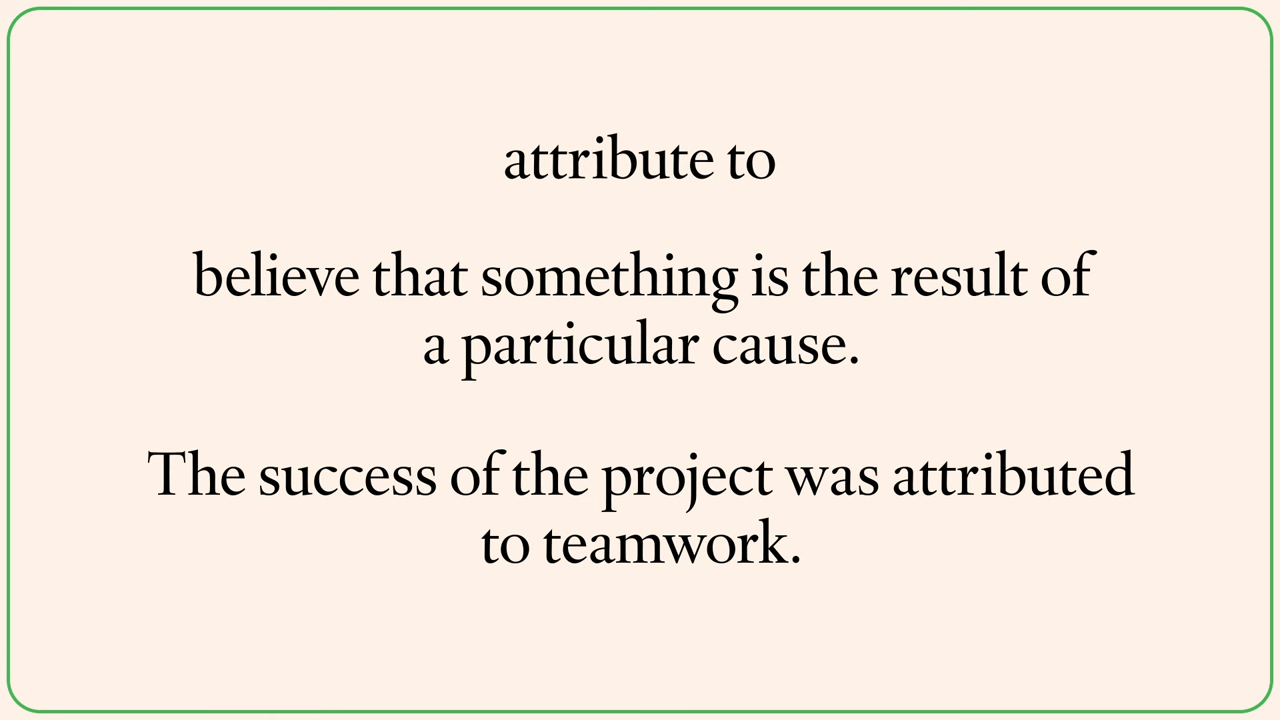 attribute to
believe that something is the result of
a particular cause.
The success of the project was attributed
to teamwork.